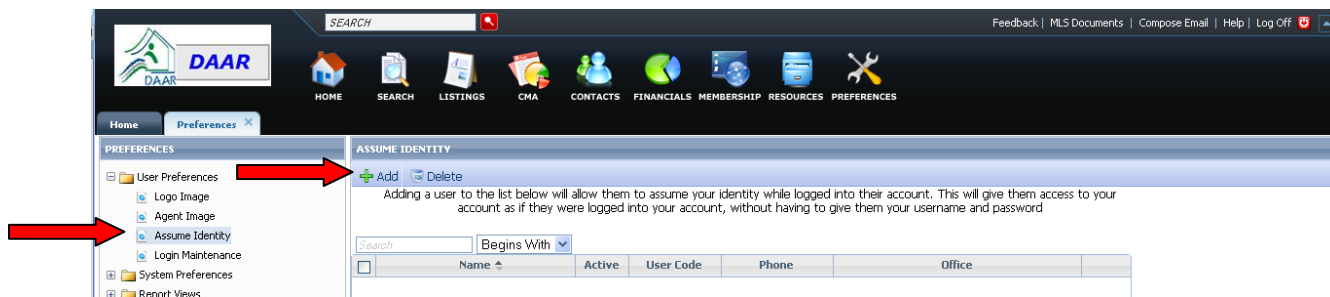 SEARCH
Feedback | MLS Documents | Compose Email | Help | Log Off
DAAR
DAAR
HOME SEARCH LISTINGS CMA CONTACTS FINANCIALS MEMBERSHIP RESOURCES PREFERENCES
Home Preferences
PREFERENCES
ASSUME IDENTITY
User Preferences
Add Delete
Logo Image
Adding a user to the list below will allow them to assume your identity while logged into their account. This will give them access to your
account as if they were logged into your account, without having to give them your username and password
Agent Image
Assume Identity
Search Begins With
Login Maintenance
Name Active User Code Phone Office
System Preferences
Report Views